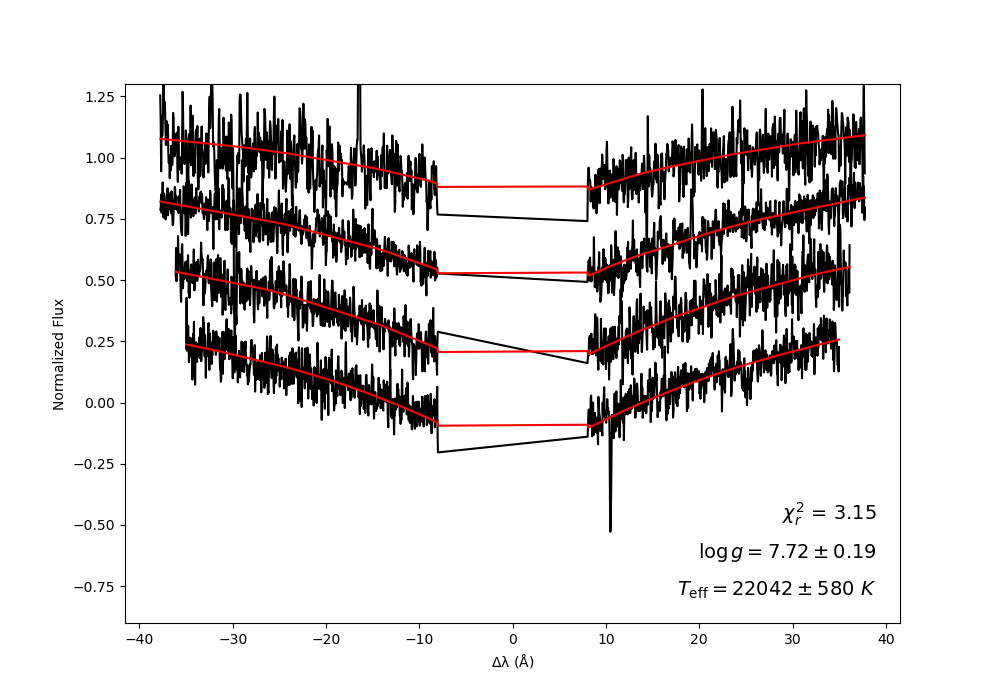 1.25
1.00
0.75
0.50
0.25
0.00
−0.25
−0.50
−0.75
Normalized Flux
χ²ᵣ = 3.15
log g = 7.72 ± 0.19
T_eff = 22042 ± 580 K
−40 −30 −20 −10 0 10 20 30 40
Δλ (Å)